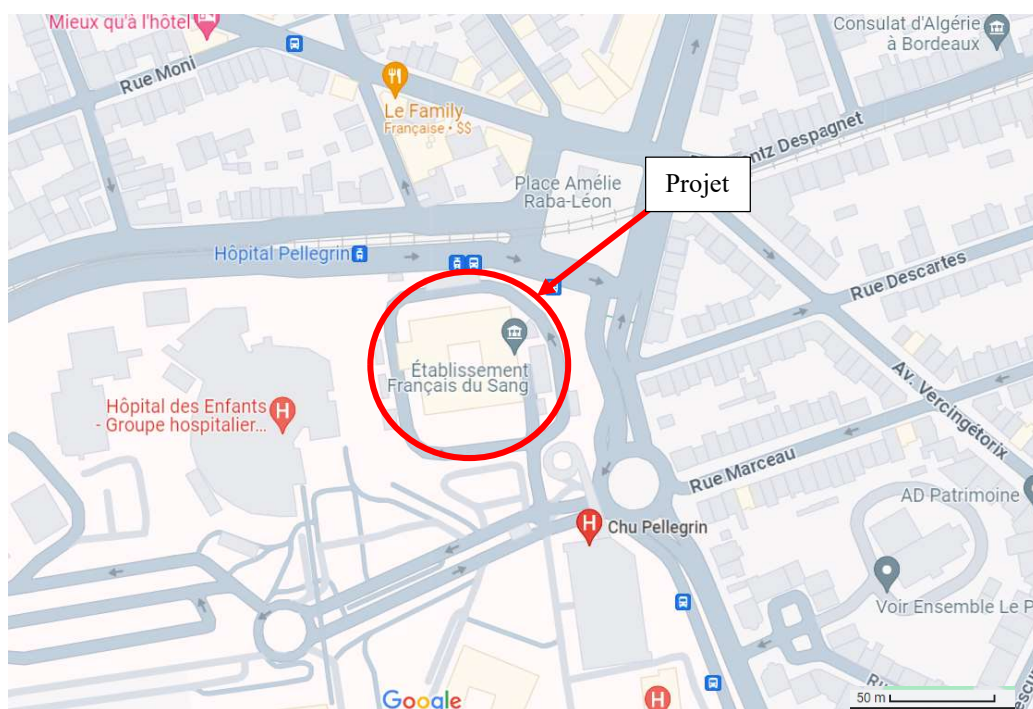 Mieux qu'à l'hôtel
Consulat d'Algérie
à Bordeaux
Rue Moni
Le Family
Française • $$
ntz Despagnet
Place Amélie
Raba-Léon
Projet
Hôpital Pellegrin
Rue Descartes
Établissement
Français du Sang
Hôpital des Enfants
- Groupe hospitalier...
Av. Vercingétorix
Rue Marceau
AD Patrimoine
Chu Pellegrin
Voir Ensemble Le P
Google
50 m